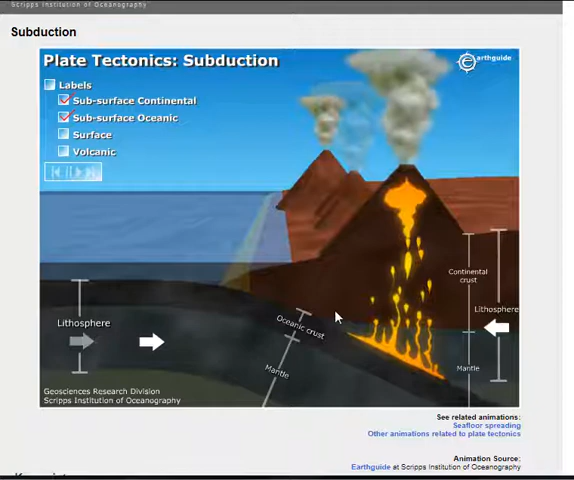 Scripps Institution of Oceanography
Subduction
Plate Tectonics: Subduction
earthguide
Labels
Sub-surface Continental
Sub-surface Oceanic
Surface
Volcanic
Continental
crust
Lithosphere
Lithosphere
Oceanic crust
Mantle
Mantle
Geosciences Research Division
Scripps Institution of Oceanography
See related animations:
Seafloor spreading
Other animations related to plate tectonics
Animation Source:
Earthguide at Scripps Institution of Oceanography